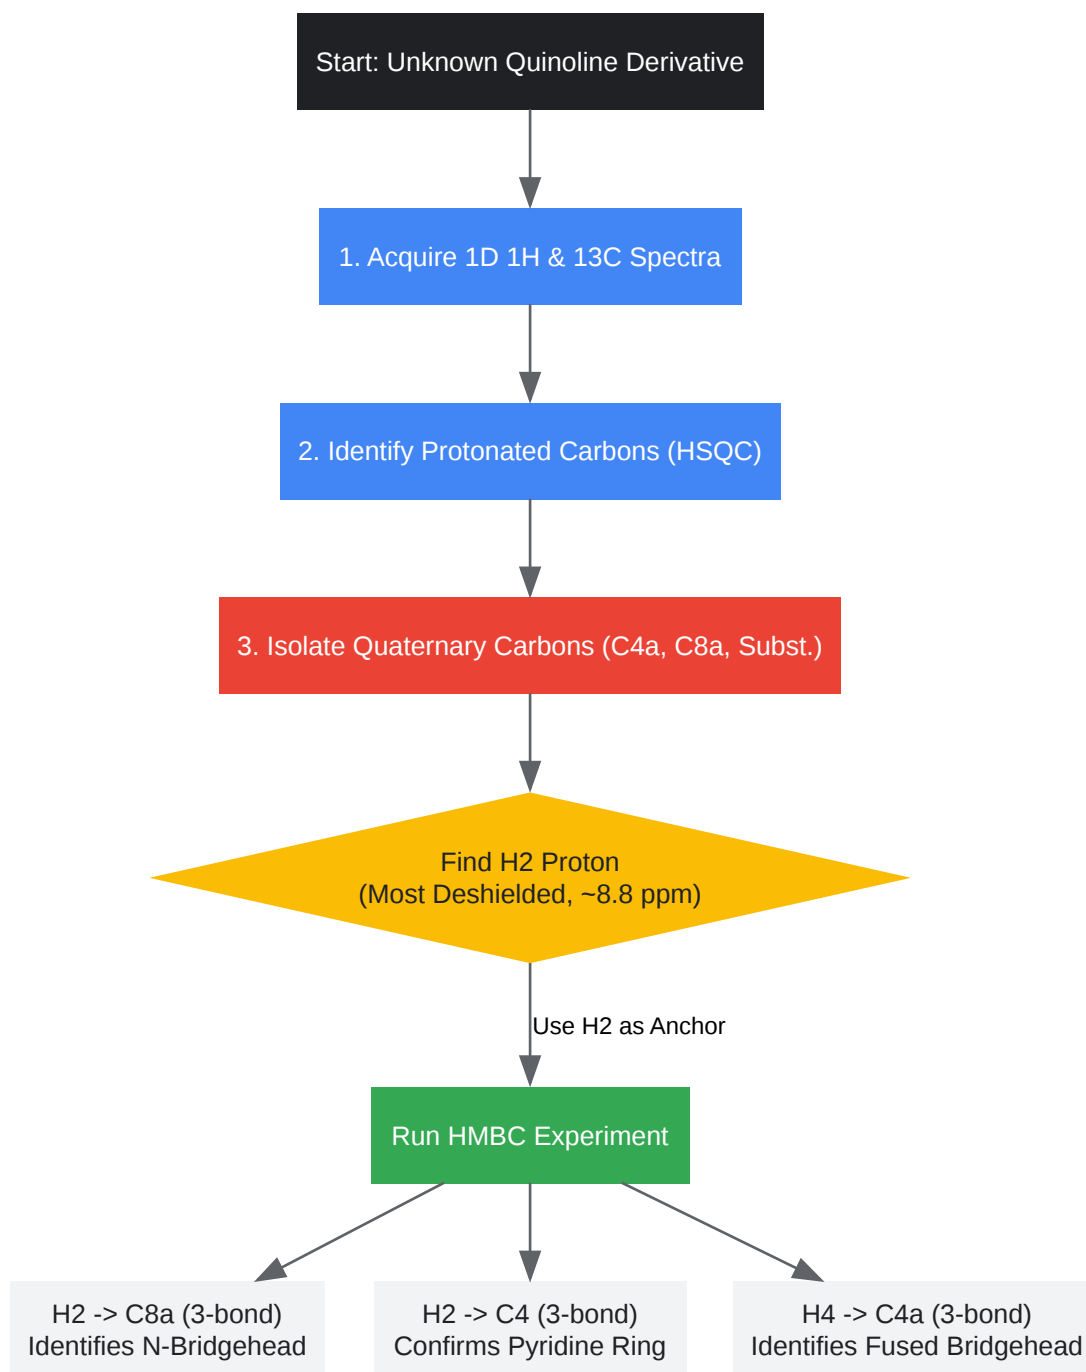 Start: Unknown Quinoline Derivative
1. Acquire 1D 1H & 13C Spectra
2. Identify Protonated Carbons (HSQC)
3. Isolate Quaternary Carbons (C4a, C8a, Subst.)
Find H2 Proton
(Most Deshielded, ~8.8 ppm)
Use H2 as Anchor
Run HMBC Experiment
H2 -> C8a (3-bond)
Identifies N-Bridgehead
H2 -> C4 (3-bond)
Confirms Pyridine Ring
H4 -> C4a (3-bond)
Identifies Fused Bridgehead